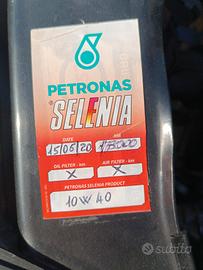 PETRONAS
SELENIA
DATE
KM
15/05/20
173000
OIL FILTER - km
AIR FILTER - km
X
X
PETRONAS SELENIA PRODUCT
10W40
subito